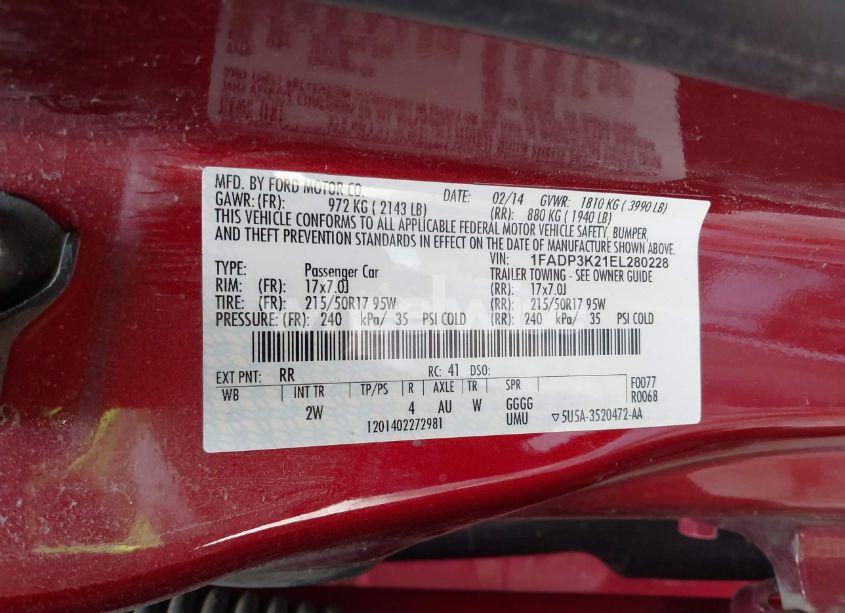 MFD. BY FORD MOTOR CO.
DATE: 02/14 GVWR: 1810 KG ( 3990 LB)
GAWR: (FR): 972 KG ( 2143 LB) (RR): 880 KG ( 1940 LB)
THIS VEHICLE CONFORMS TO ALL APPLICABLE FEDERAL MOTOR VEHICLE SAFETY, BUMPER,
AND THEFT PREVENTION STANDARDS IN EFFECT ON THE DATE OF MANUFACTURE SHOWN ABOVE.
VIN: 1FADP3K21EL280228
TYPE: Passenger Car TRAILER TOWING - SEE OWNER GUIDE
RIM: (FR): 17x7.0J (RR): 17x7.0J
TIRE: (FR): 215/50R17 95W (RR): 215/50R17 95W
PRESSURE: (FR): 240 kPa/ 35 PSI COLD (RR): 240 kPa/ 35 PSI COLD
EXT PNT: RR RC: 41 DSO:
WB INT TR TP/PS R AXLE TR SPR F0077
R0068
2W 4 AU W GGGG
UMU
1201402272981 ▽5U5A-3520472-AA